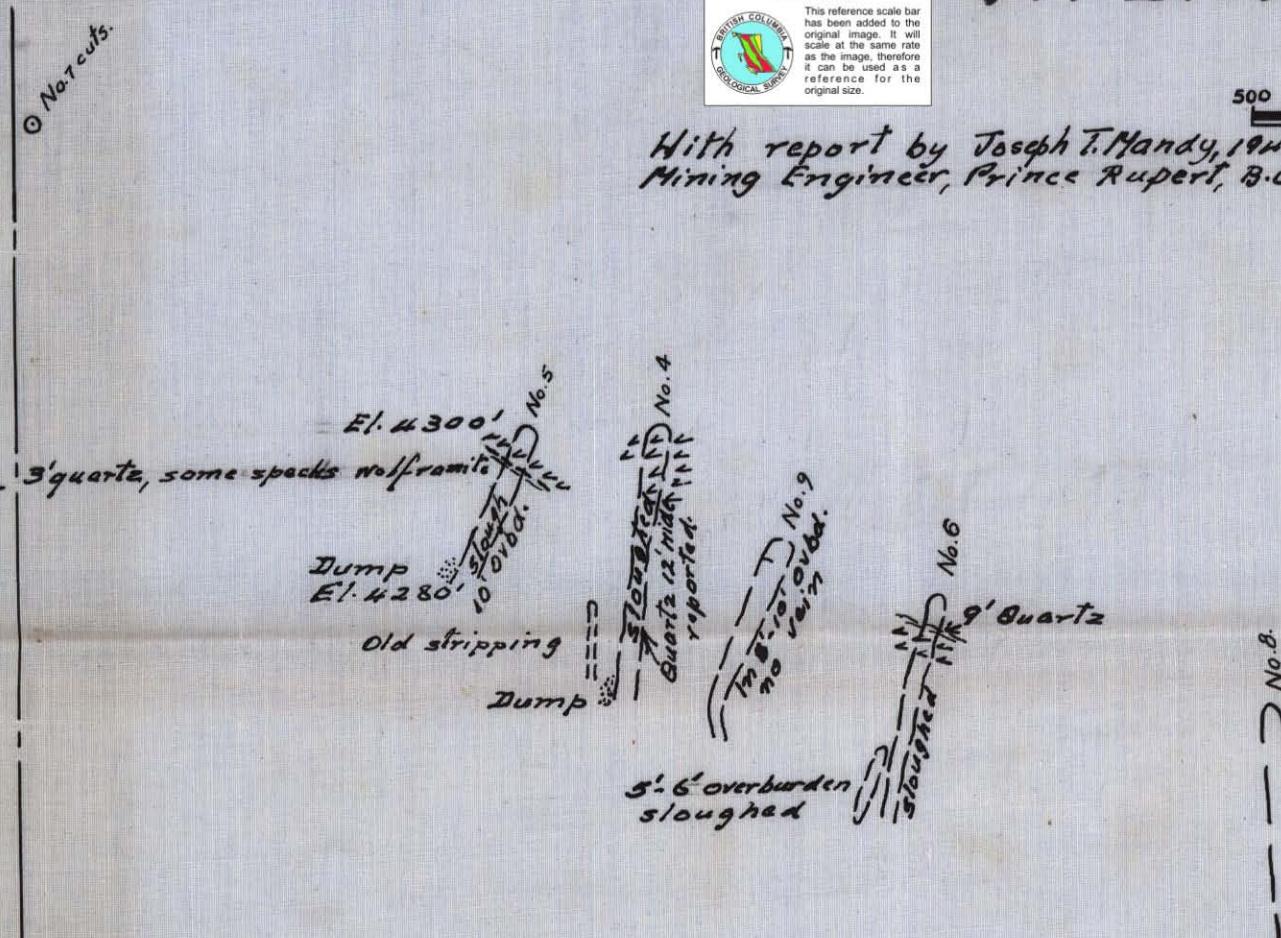 BRITISH COLUMBIA
GEOLOGICAL SURVEY
This reference scale bar
has been added to the
original image. It will
scale at the same rate
as the image, therefore
it can be used as a
reference for the
original size.
No.7 cuts.
500
With report by Joseph T. Mandy,
Mining Engineer, Prince Rupert, B.C
No.5
El. 4300'
3' quartz, some specks wolframite
slough
10' Ovbd.
Dump
El. 4280'
Old stripping
Dump
No.4
sloughed
Quartz 12' wide
reported.
No.9
In 8'-10' Ovbd.
no vein
No.6
9' Quartz
sloughed
5'-6' overburden
sloughed
No.8.